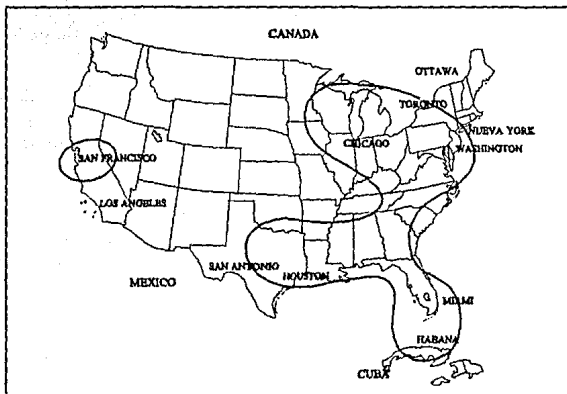 CANADA
OTTAWA
TORONTO
NUEVA YORK
CHICAGO
WASHINGTON
SAN FRANCISCO
LOS ANGELES
SAN ANTONIO
HOUSTON
MEXICO
MIAMI
HABANA
CUBA